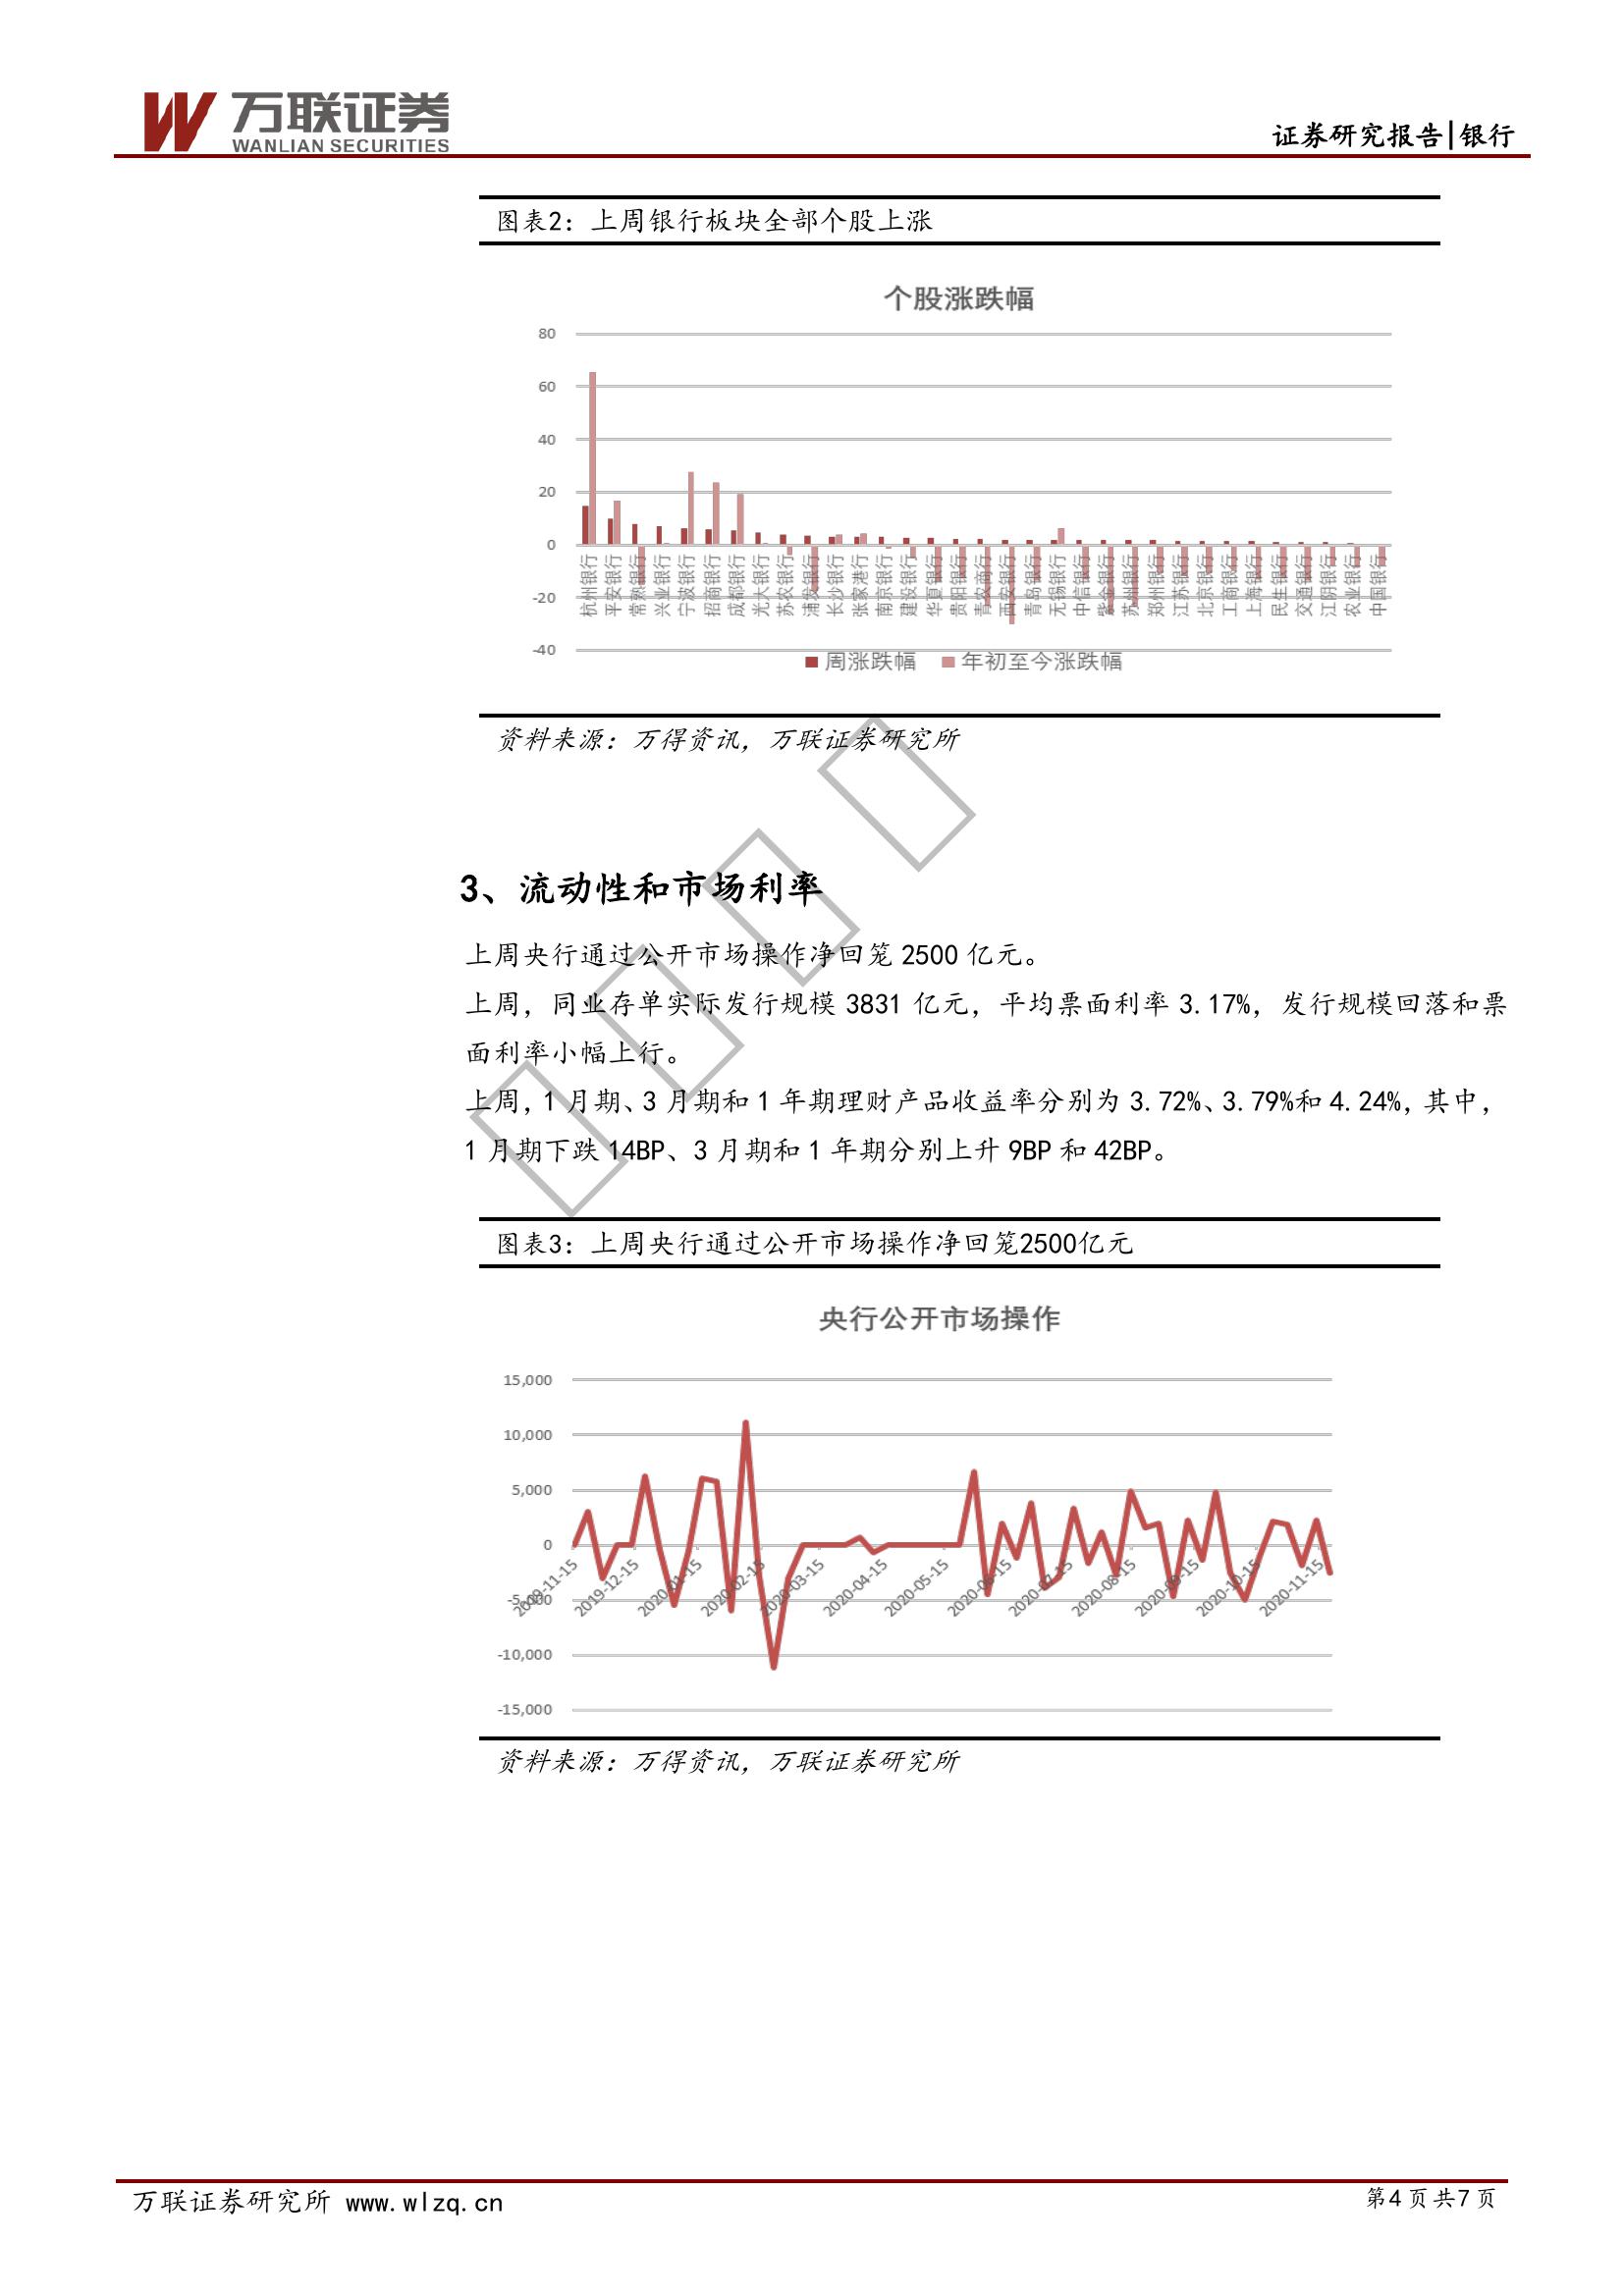 万联证券
WANLIAN SECURITIES
证券研究报告|银行
图表2：上周银行板块全部个股上涨
个股涨跌幅
80
60
40
20
0
-20
-40
杭州银行
平安银行
常熟银行
兴业银行
宁波银行
招商银行
成都银行
光大银行
苏农银行
浦发银行
长沙银行
张家港行
南京银行
建设银行
华夏银行
贵阳银行
青农商行
西安银行
青岛银行
无锡银行
中信银行
紫金银行
苏州银行
郑州银行
江苏银行
北京银行
工商银行
上海银行
民生银行
交通银行
江阴银行
农业银行
中国银行
周涨跌幅 年初至今涨跌幅
资料来源：万得资讯，万联证券研究所
3、流动性和市场利率
上周央行通过公开市场操作净回笼 2500 亿元。
上周，同业存单实际发行规模 3831 亿元，平均票面利率 3.17%，发行规模回落和票
面利率小幅上行。
上周，1 月期、3 月期和 1 年期理财产品收益率分别为 3.72%、3.79%和 4.24%，其中，
1 月期下跌 14BP、3 月期和 1 年期分别上升 9BP 和 42BP。
图表3：上周央行通过公开市场操作净回笼2500亿元
央行公开市场操作
15,000
10,000
5,000
0
-5,000
-10,000
-15,000
2019-11-15
2019-12-15
2020-01-15
2020-02-15
2020-03-15
2020-04-15
2020-05-15
2020-06-15
2020-07-15
2020-08-15
2020-09-15
2020-10-15
2020-11-15
资料来源：万得资讯，万联证券研究所
万联证券研究所 www.wlzq.cn
第4页共7页